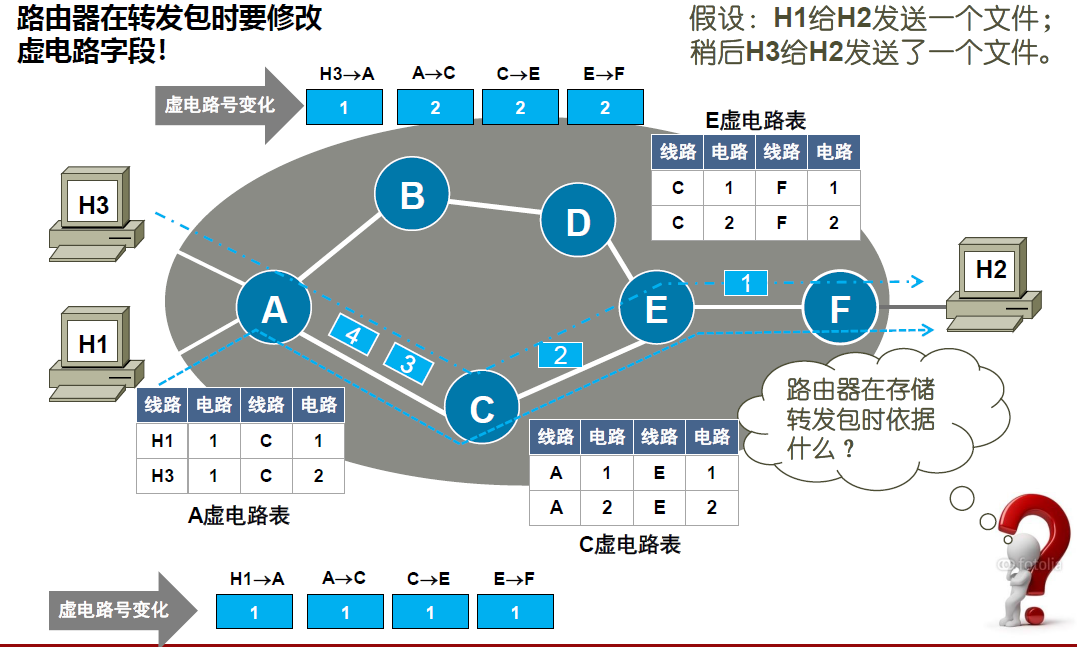 路由器在转发包时要修改
虚电路字段！
假设：H1给H2发送一个文件；
稍后H3给H2发送了一个文件。
H3→A A→C C→E E→F
虚电路号变化 1 2 2 2
E虚电路表
线路 电路 线路 电路
C 1 F 1
C 2 F 2
H3
B
D
H2
A
E
1
F
H1
4
3
2
C
线路 电路 线路 电路
H1 1 C 1
H3 1 C 2
A虚电路表
线路 电路 线路 电路
A 1 E 1
A 2 E 2
C虚电路表
路由器在存储
转发包时依据
什么？
fotolia
H1→A A→C C→E E→F
虚电路号变化 1 1 1 1